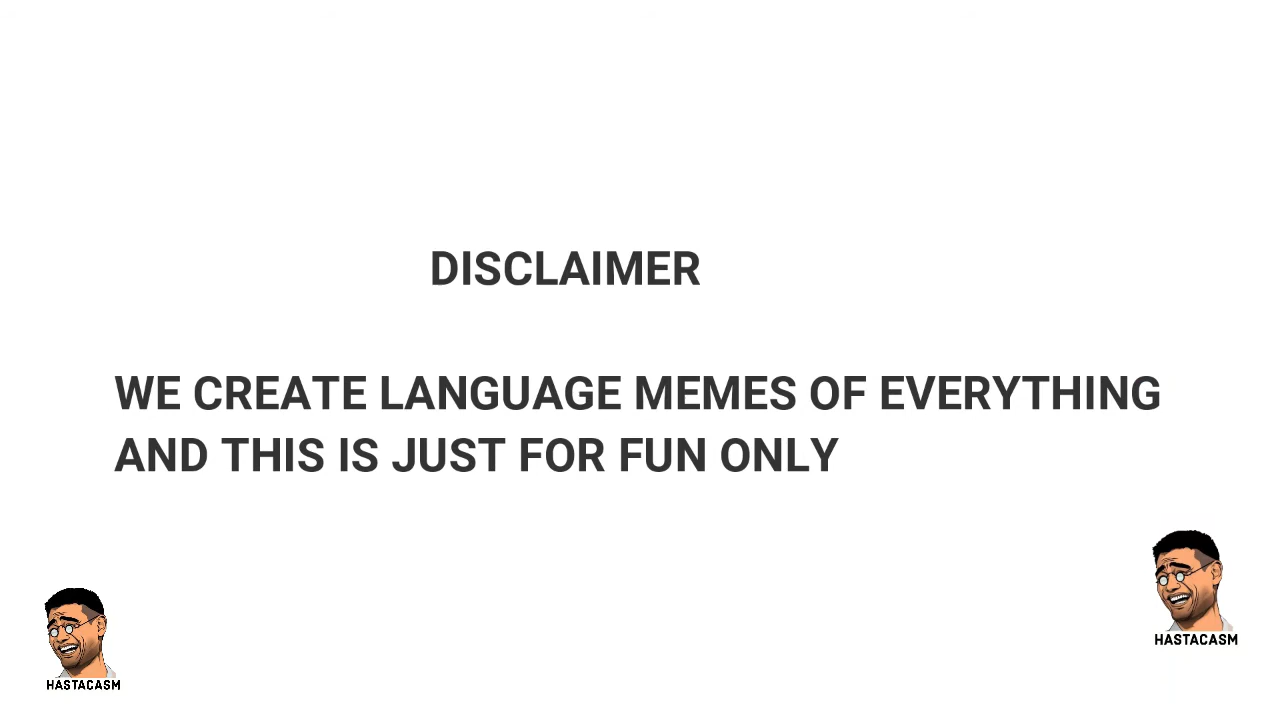 DISCLAIMER
WE CREATE LANGUAGE MEMES OF EVERYTHING
AND THIS IS JUST FOR FUN ONLY
HASTACASM
HASTACASM